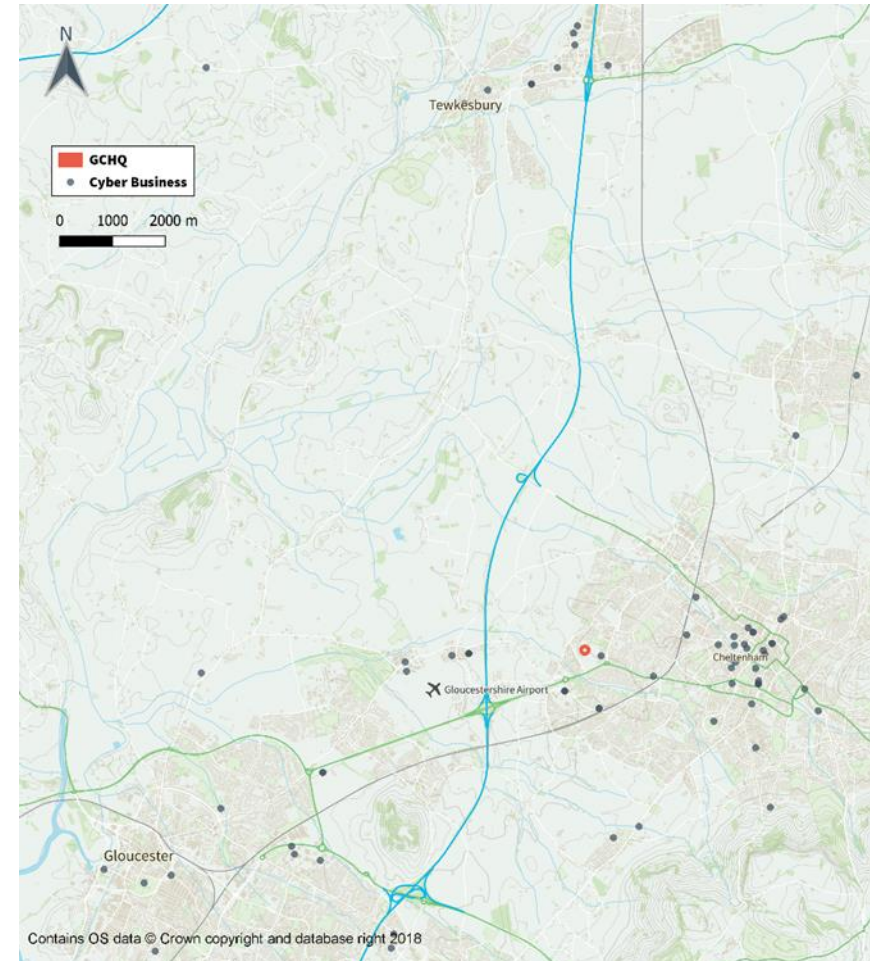 N
Tewkesbury
GCHQ
Cyber Business
0 1000 2000 m
Cheltenham
Gloucestershire Airport
Gloucester
Contains OS data © Crown copyright and database right 2018